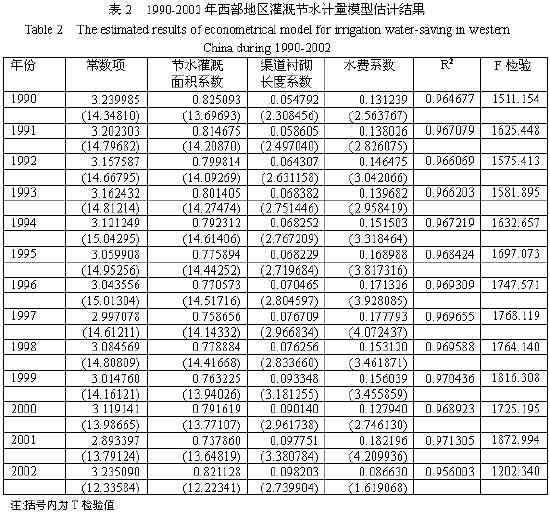 表 2 1990-2002 年西部地区灌溉节水计量模型估计结果
Table 2 The estimated results of econometrical model for irrigation water-saving in western
China during 1990-2002
年份 常数项 节水灌溉 渠道衬砌 水费系数 R² F 检验
面积系数 长度系数
1990 3.239985 0.825093 0.054792 0.131239 0.964677 1511.154
(14.34810) (13.69693) (2.308456) (2.563767)
1991 3.202303 0.814675 0.058605 0.138026 0.967079 1625.448
(14.79682) (14.20870) (2.497040) (2.826075)
1992 3.157587 0.799814 0.064307 0.146475 0.966069 1575.413
(14.66795) (14.09269) (2.631158) (3.042066)
1993 3.162432 0.801405 0.068382 0.139682 0.966203 1581.895
(14.81214) (14.27474) (2.751446) (2.958419)
1994 3.121249 0.792312 0.068252 0.151503 0.967219 1632.657
(15.04295) (14.61406) (2.767209) (3.318464)
1995 3.059908 0.775894 0.068229 0.168988 0.968424 1697.073
(14.95256) (14.44252) (2.719684) (3.817316)
1996 3.043556 0.770573 0.070465 0.171326 0.969309 1747.571
(15.01304) (14.51716) (2.804597) (3.928085)
1997 2.997078 0.758656 0.076709 0.177793 0.969655 1768.119
(14.61211) (14.14332) (2.966834) (4.072437)
1998 3.084569 0.778884 0.076256 0.153130 0.969588 1764.140
(14.80809) (14.41668) (2.833660) (3.461871)
1999 3.014760 0.763225 0.093348 0.156039 0.970436 1816.308
(14.16121) (13.94026) (3.181255) (3.455859)
2000 3.119141 0.791619 0.090140 0.127940 0.968923 1725.195
(13.98665) (13.77107) (2.961738) (2.746130)
2001 2.893397 0.737860 0.097751 0.182196 0.971305 1872.994
(13.79124) (13.64819) (3.380784) (4.209936)
2002 3.235090 0.821128 0.098203 0.086630 0.956003 1202.340
(12.33584) (12.22341) (2.739904) (1.619068)
注:括号内为 T 检验值